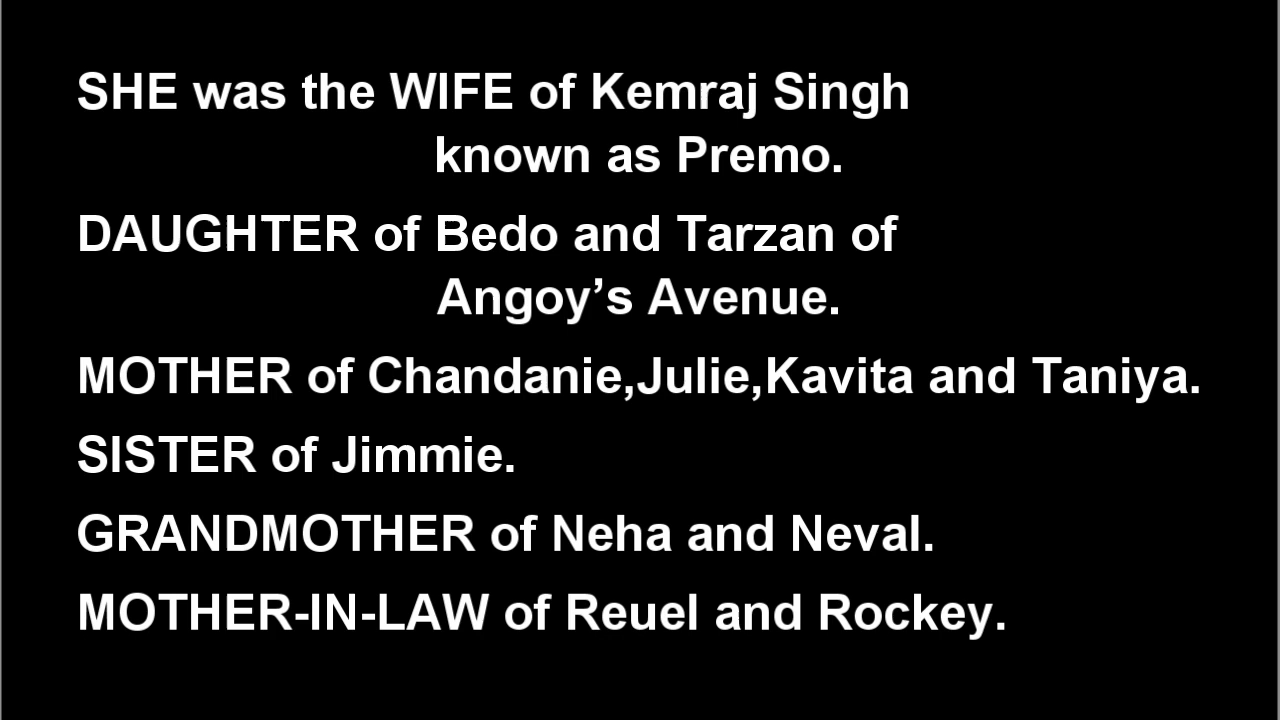 SHE was the WIFE of Kemraj Singh
known as Premo.
DAUGHTER of Bedo and Tarzan of
Angoy’s Avenue.
MOTHER of Chandanie,Julie,Kavita and Taniya.
SISTER of Jimmie.
GRANDMOTHER of Neha and Neval.
MOTHER-IN-LAW of Reuel and Rockey.